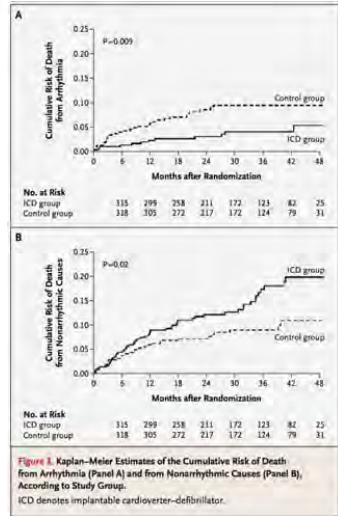 A
Cumulative Risk of Death
from Arrhythmia
0.25
0.20
0.15
0.10
0.05
0.00
P=0.009
Control group
ICD group
0 6 12 18 24 30 36 42 48
Months after Randomization
No. at Risk
ICD group 315 299 258 211 172 123 82 25
Control group 318 305 272 217 172 124 79 31
B
Cumulative Risk of Death
from Nonarrhythmic Causes
0.25
0.20
0.15
0.10
0.05
0.00
P=0.02
ICD group
Control group
0 6 12 18 24 30 36 42 48
Months after Randomization
No. at Risk
ICD group 315 299 258 211 172 123 82 25
Control group 318 305 272 217 172 124 79 31
Figure 3. Kaplan–Meier Estimates of the Cumulative Risk of Death
from Arrhythmia (Panel A) and from Nonarrhythmic Causes (Panel B),
According to Study Group.
ICD denotes implantable cardioverter–defibrillator.